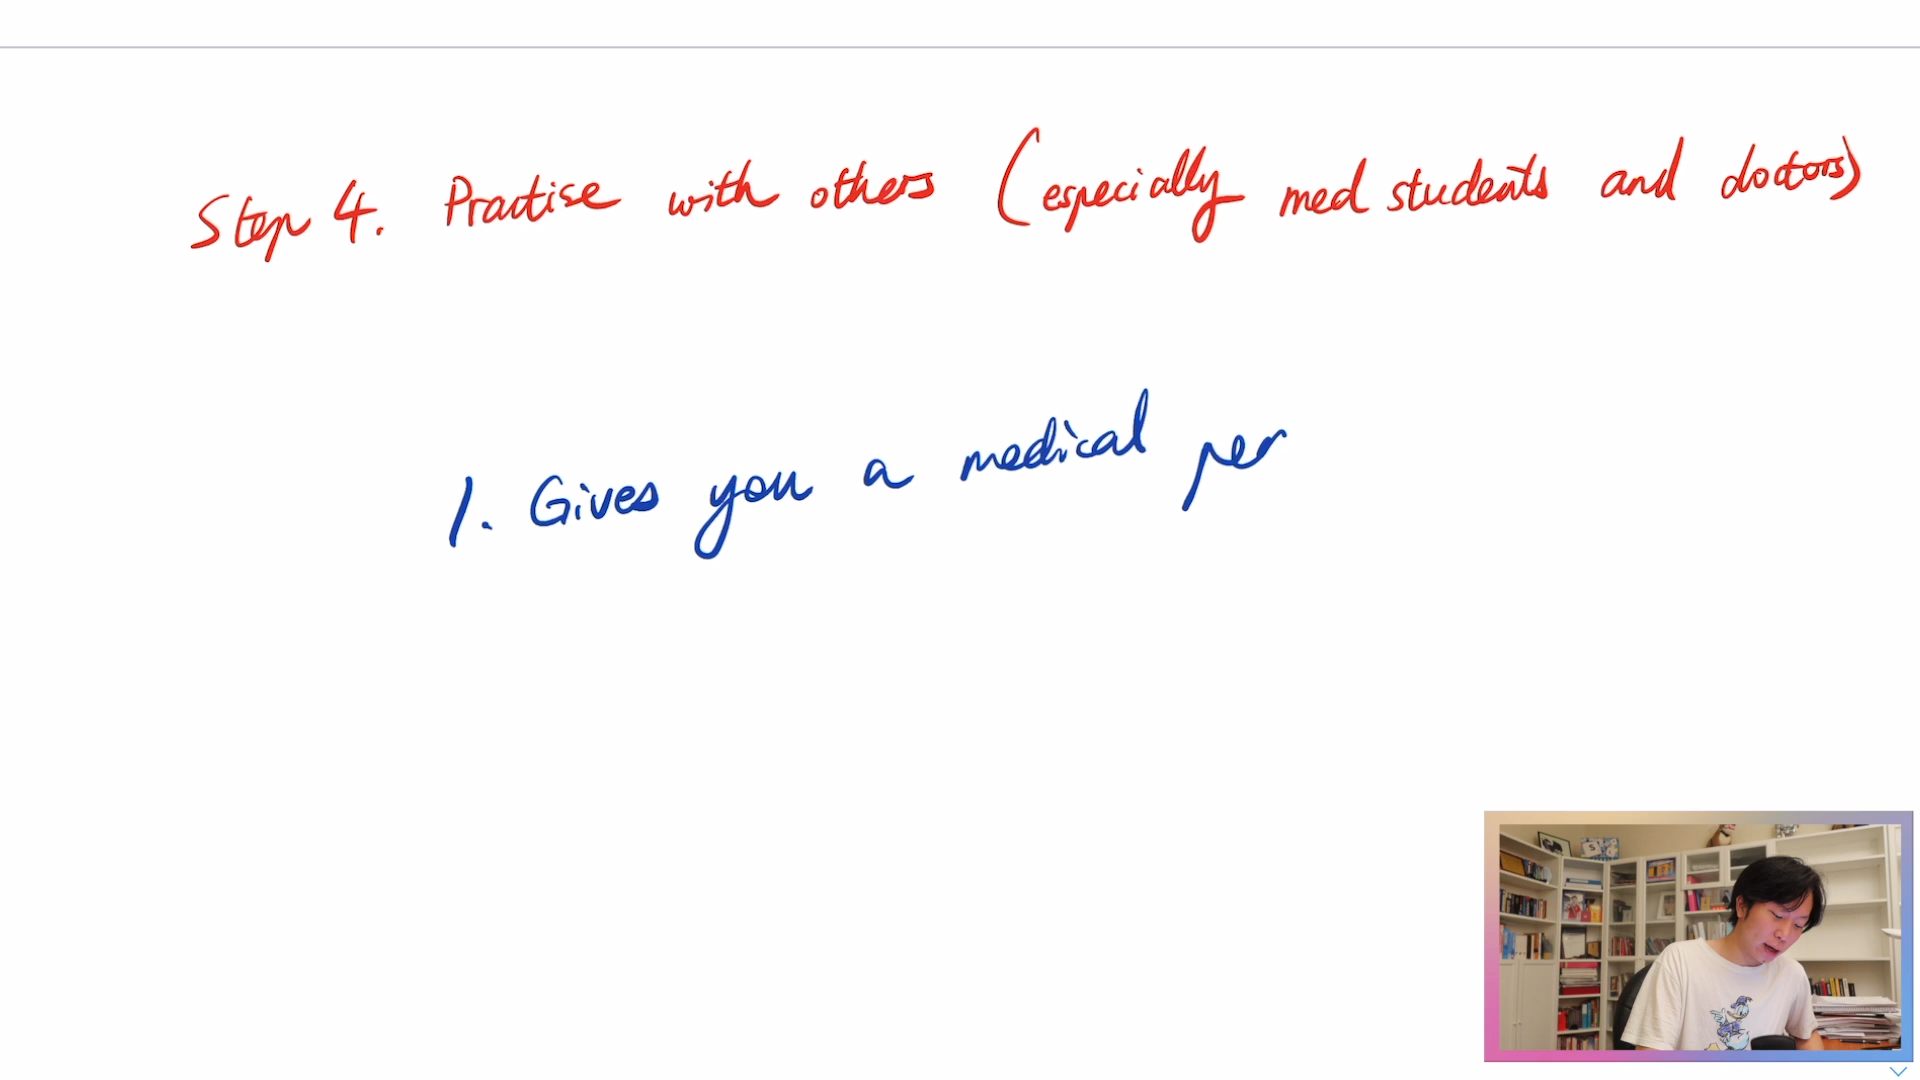 Step 4. Practise with others (especially med students and doctors)
1. Gives you a medical per